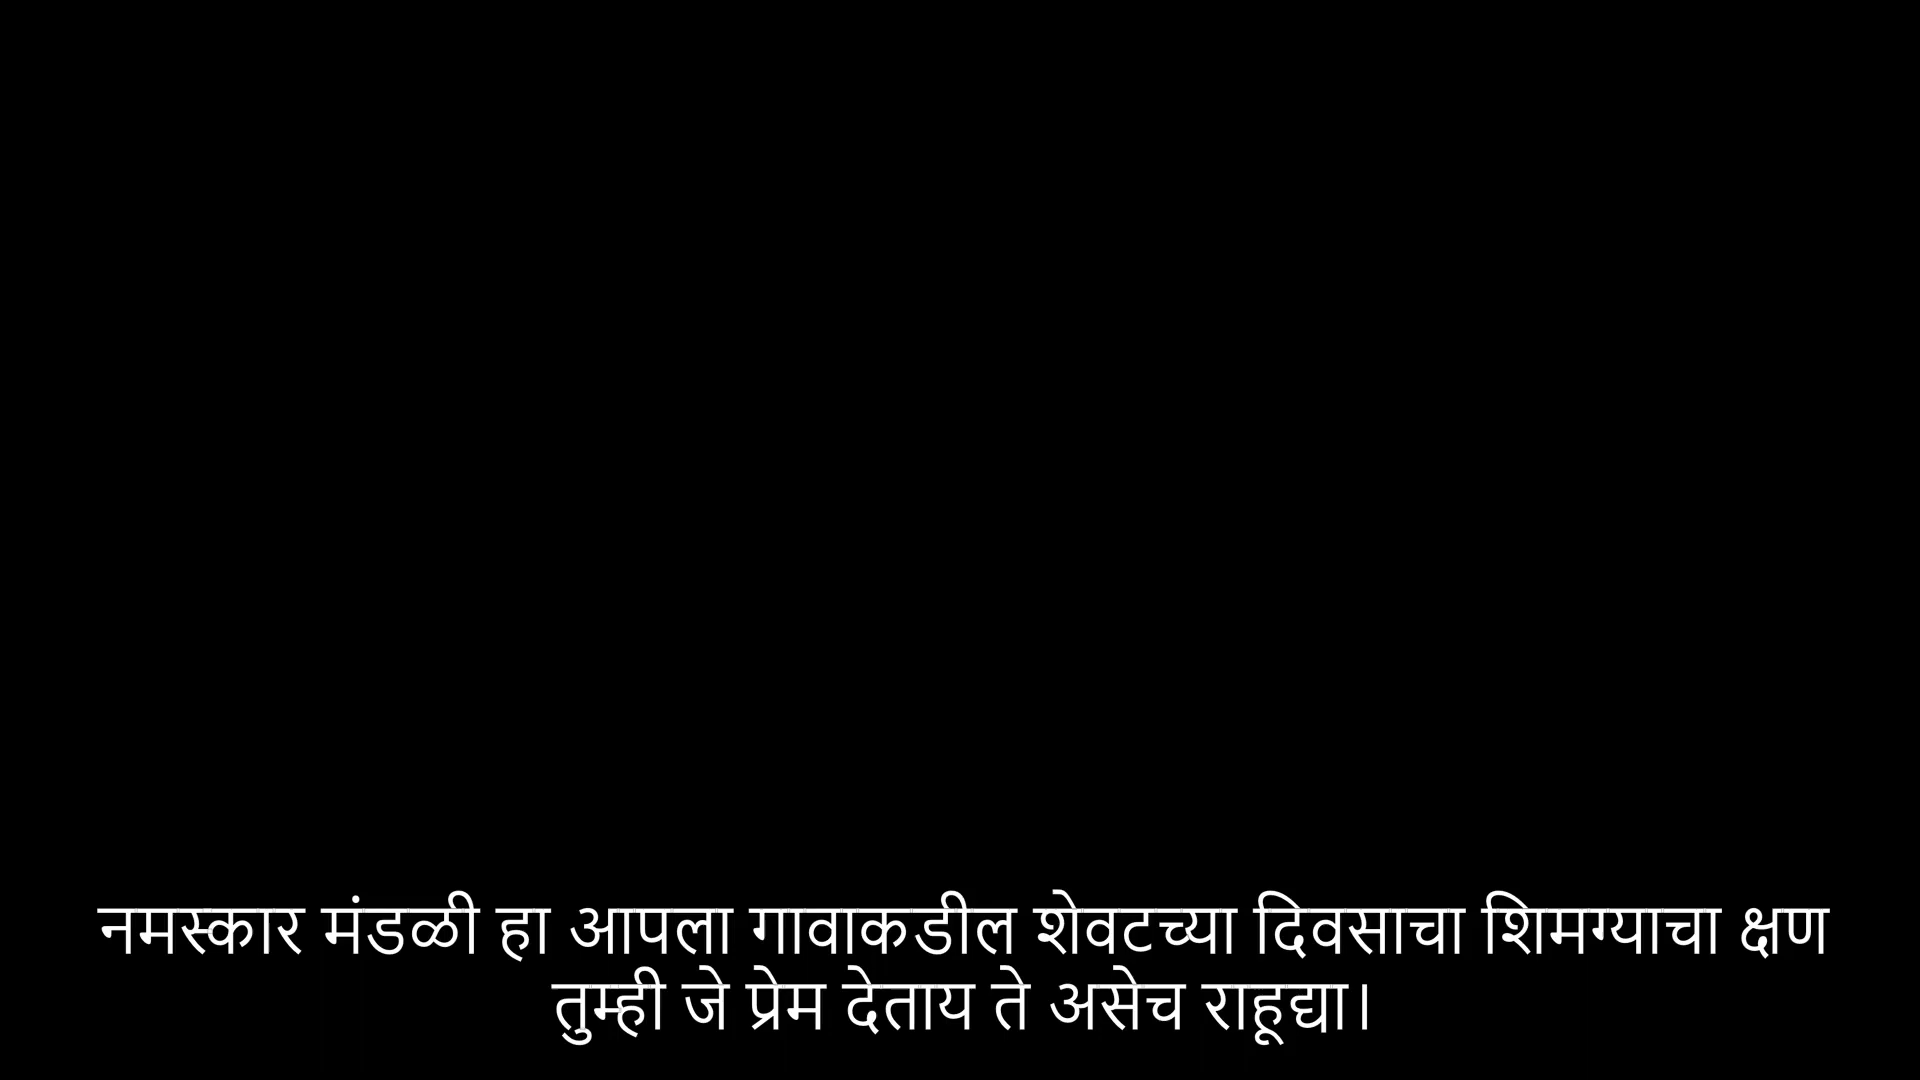 नमस्कार मंडळी हा आपला गावाकडील शेवटच्या दिवसाचा शिमग्याचा क्षण
तुम्ही जे प्रेम देताय ते असेच राहूद्या।